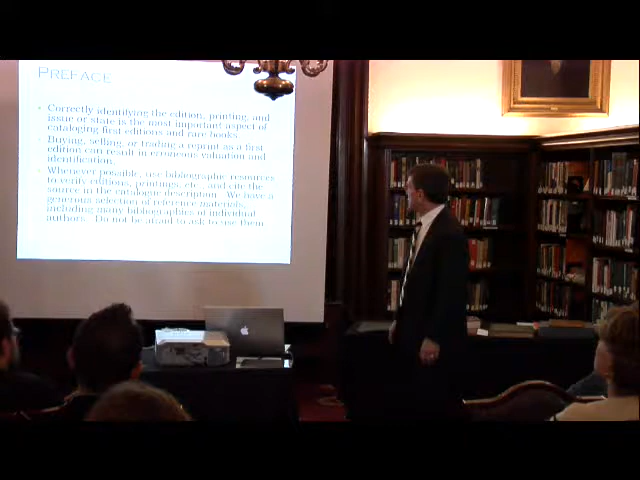 PREFACE
• Correctly identifying the edition, printing, and
issue or state is the most important aspect of
cataloging first editions and rare books.
• Buying, selling, or trading a reprint as a first
edition can result in erroneous valuation and
identification.
• Whenever possible, use bibliographic resources
to verify editions, printings, etc., and cite the
source in the catalogue description. We have a
generous selection of reference materials,
including many bibliographies of individual
authors. Do not be afraid to ask to use them